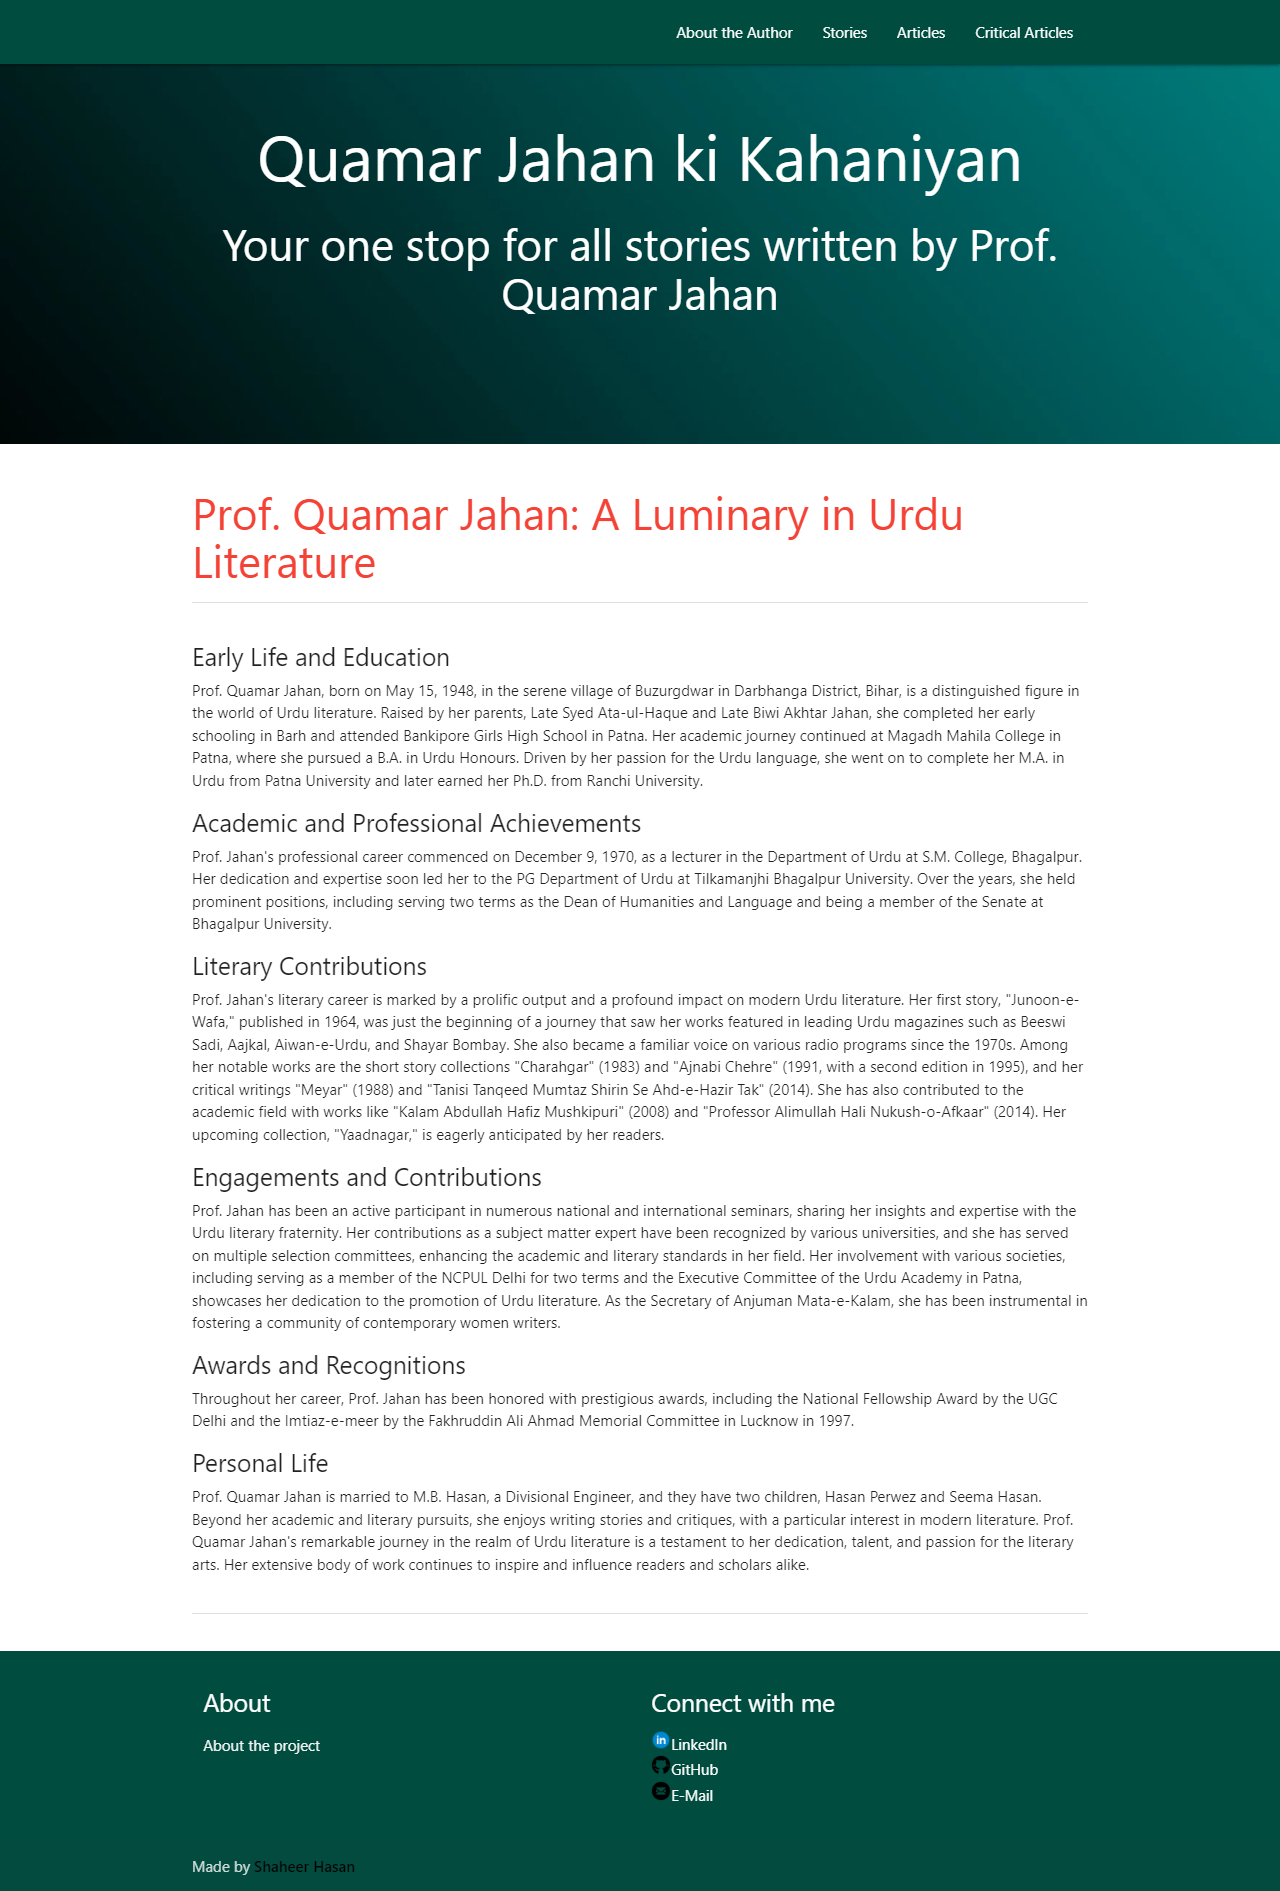 About the Author Stories Articles Critical Articles
Quamar Jahan ki Kahaniyan
Your one stop for all stories written by Prof.
Quamar Jahan
Prof. Quamar Jahan: A Luminary in Urdu
Literature
Early Life and Education
Prof. Quamar Jahan, born on May 15, 1948, in the serene village of Buzurgdwar in Darbhanga District, Bihar, is a distinguished figure in
the world of Urdu literature. Raised by her parents, Late Syed Ata-ul-Haque and Late Biwi Akhtar Jahan, she completed her early
schooling in Barh and attended Bankipore Girls High School in Patna. Her academic journey continued at Magadh Mahila College in
Patna, where she pursued a B.A. in Urdu Honours. Driven by her passion for the Urdu language, she went on to complete her M.A. in
Urdu from Patna University and later earned her Ph.D. from Ranchi University.
Academic and Professional Achievements
Prof. Jahan's professional career commenced on December 9, 1970, as a lecturer in the Department of Urdu at S.M. College, Bhagalpur.
Her dedication and expertise soon led her to the PG Department of Urdu at Tilkamanjhi Bhagalpur University. Over the years, she held
prominent positions, including serving two terms as the Dean of Humanities and Language and being a member of the Senate at
Bhagalpur University.
Literary Contributions
Prof. Jahan's literary career is marked by a prolific output and a profound impact on modern Urdu literature. Her first story, "Junoon-e-
Wafa," published in 1964, was just the beginning of a journey that saw her works featured in leading Urdu magazines such as Beeswi
Sadi, Aajkal, Aiwan-e-Urdu, and Shayar Bombay. She also became a familiar voice on various radio programs since the 1970s. Among
her notable works are the short story collections "Charahgar" (1983) and "Ajnabi Chehre" (1991, with a second edition in 1995), and her
critical writings "Meyar" (1988) and "Tanisi Tanqeed Mumtaz Shirin Se Ahd-e-Hazir Tak" (2014). She has also contributed to the
academic field with works like "Kalam Abdullah Hafiz Mushkipuri" (2008) and "Professor Alimullah Hali Nukush-o-Afkaar" (2014). Her
upcoming collection, "Yaadnagar," is eagerly anticipated by her readers.
Engagements and Contributions
Prof. Jahan has been an active participant in numerous national and international seminars, sharing her insights and expertise with the
Urdu literary fraternity. Her contributions as a subject matter expert have been recognized by various universities, and she has served
on multiple selection committees, enhancing the academic and literary standards in her field. Her involvement with various societies,
including serving as a member of the NCPUL Delhi for two terms and the Executive Committee of the Urdu Academy in Patna,
showcases her dedication to the promotion of Urdu literature. As the Secretary of Anjuman Mata-e-Kalam, she has been instrumental in
fostering a community of contemporary women writers.
Awards and Recognitions
Throughout her career, Prof. Jahan has been honored with prestigious awards, including the National Fellowship Award by the UGC
Delhi and the Imtiaz-e-meer by the Fakhruddin Ali Ahmad Memorial Committee in Lucknow in 1997.
Personal Life
Prof. Quamar Jahan is married to M.B. Hasan, a Divisional Engineer, and they have two children, Hasan Perwez and Seema Hasan.
Beyond her academic and literary pursuits, she enjoys writing stories and critiques, with a particular interest in modern literature. Prof.
Quamar Jahan's remarkable journey in the realm of Urdu literature is a testament to her dedication, talent, and passion for the literary
arts. Her extensive body of work continues to inspire and influence readers and scholars alike.
About
About the project
Connect with me
in LinkedIn
GitHub
E-Mail
Made by Shaheer Hasan